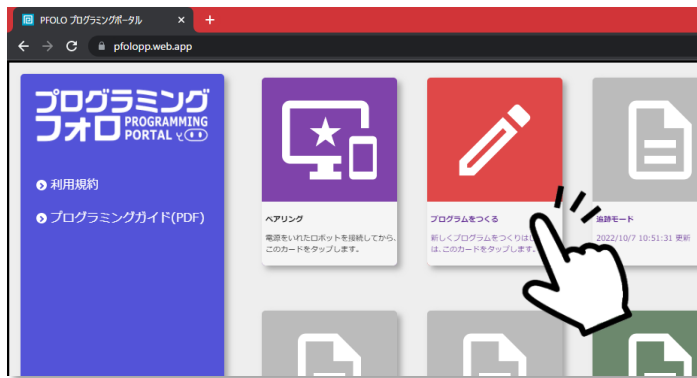 PFOLO プログラミングポータル
pfolopp.web.app
プログラミング
フォロ PROGRAMMING
PORTAL
利用規約
プログラミングガイド(PDF)
ペアリング
電源をいれたロボットを接続してから、
このカードをタップします。
プログラムをつくる
新しくプログラムをつくりはじ
は、このカードをタップします。
追跡モード
2022/10/7 10:51:31 更新